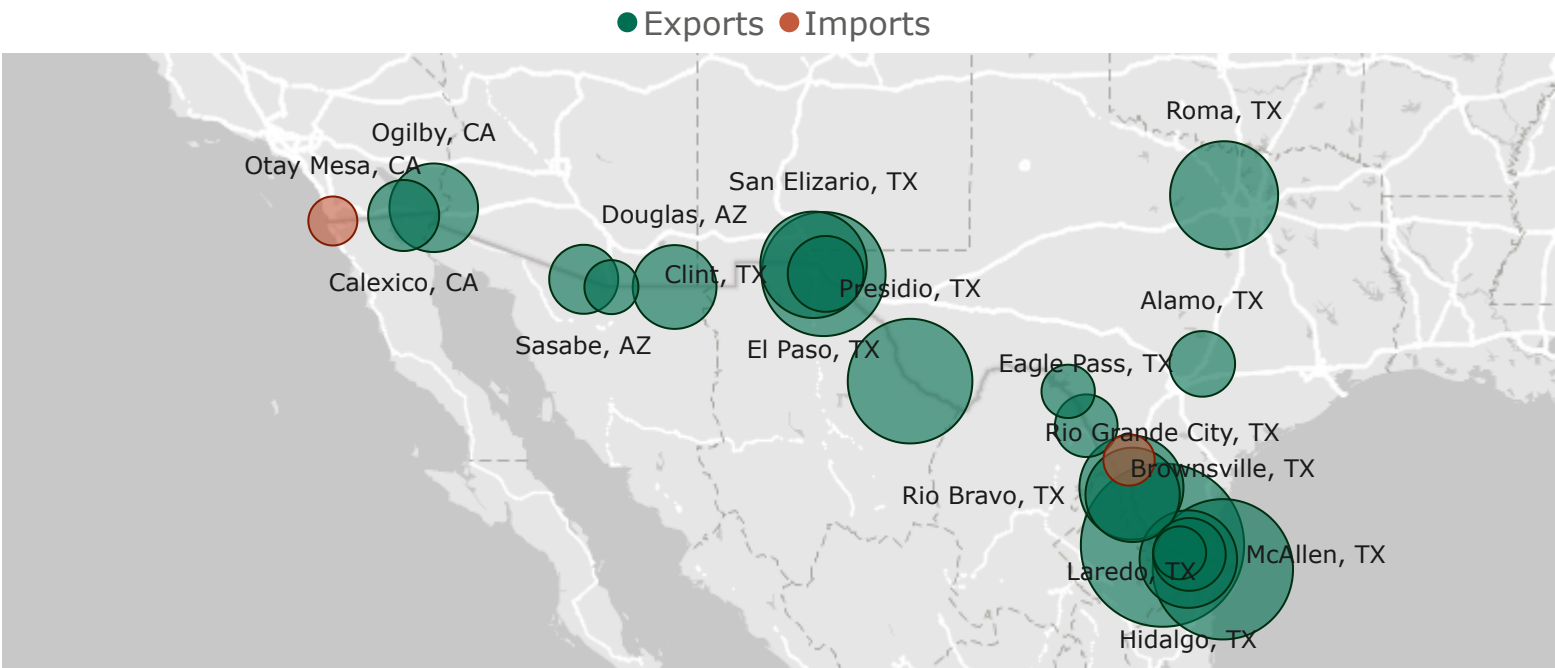 Exports Imports
Roma, TX
Ogilby, CA
Otay Mesa, CA
San Elizario, TX
Douglas, AZ
Clint, TX
Calexico, CA
Presidio, TX
Alamo, TX
Sasabe, AZ
El Paso, TX
Eagle Pass, TX
Rio Grande City, TX
Brownsville, TX
Rio Bravo, TX
McAllen, TX
Laredo, TX
Hidalgo, TX